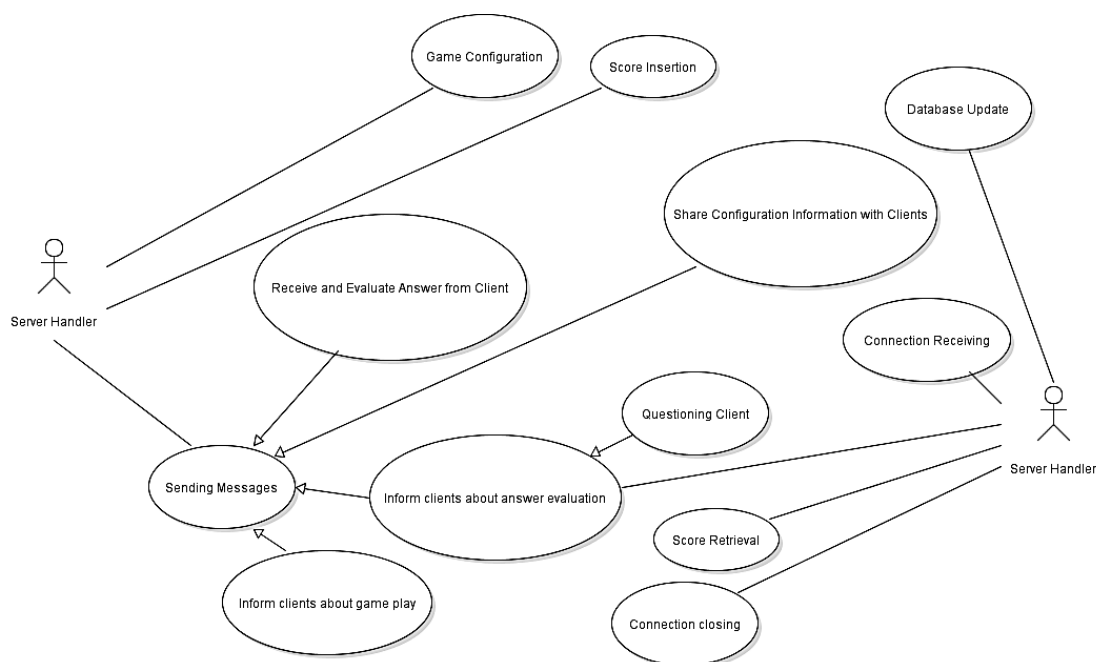 Game Configuration
Score Insertion
Database Update
Share Configuration Information with Clients
Receive and Evaluate Answer from Client
Server Handler
Connection Receiving
Questioning Client
Server Handler
Sending Messages
Inform clients about answer evaluation
Score Retrieval
Inform clients about game play
Connection closing